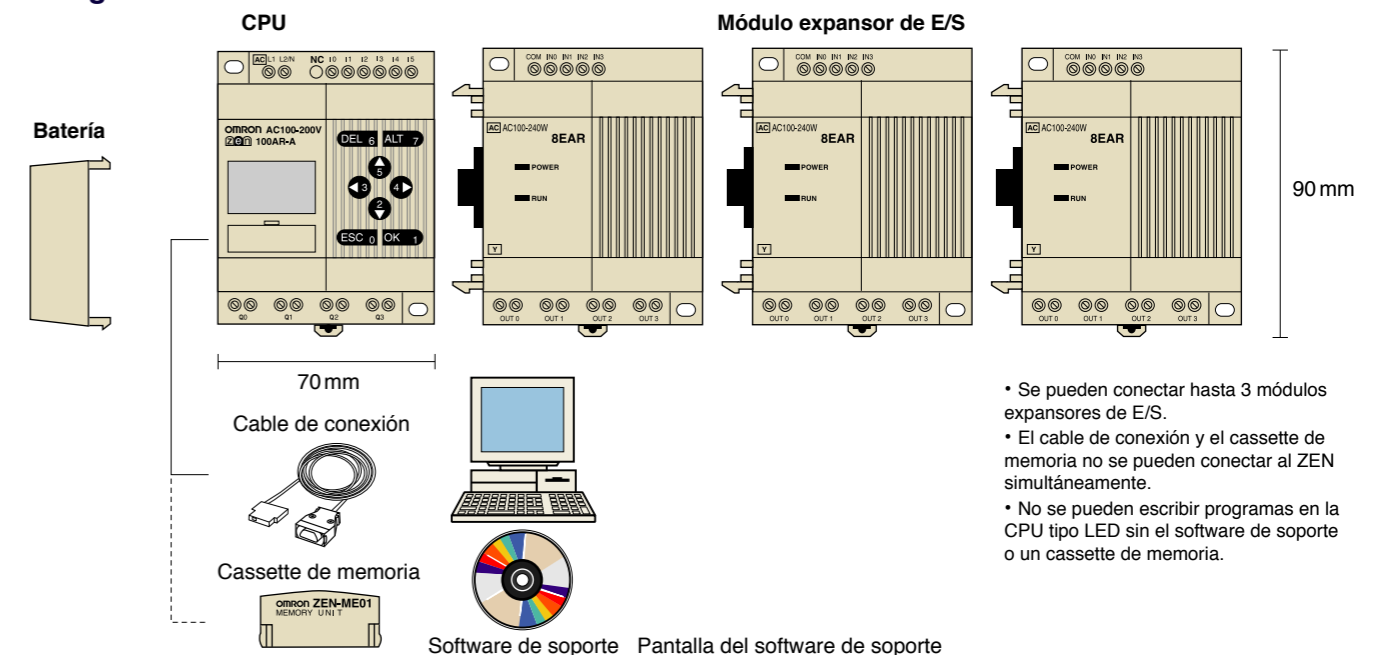 CPU
Módulo expansor de E/S
Batería
AC L1 L2/N NC I0 I1 I2 I3 I4 I5
OMRON AC100-200V
zen 100AR-A
DEL 6 ALT 7
5
3 4
2
ESC 0 OK 1
Q0 Q1 Q2 Q3
COM IN0 IN1 IN2 IN3
AC AC100-240W
8EAR
POWER
RUN
Y
OUT 0 OUT 1 OUT 2 OUT 3
COM IN0 IN1 IN2 IN3
AC AC100-240W
8EAR
POWER
RUN
Y
OUT 0 OUT 1 OUT 2 OUT 3
COM IN0 IN1 IN2 IN3
AC AC100-240W
8EAR
POWER
RUN
Y
OUT 0 OUT 1 OUT 2 OUT 3
90 mm
70 mm
Cable de conexión
Cassette de memoria
OMRON ZEN-ME01
MEMORY UNIT
Software de soporte
Pantalla del software de soporte
• Se pueden conectar hasta 3 módulos
expansores de E/S.
• El cable de conexión y el cassette de
memoria no se pueden conectar al ZEN
simultáneamente.
• No se pueden escribir programas en la
CPU tipo LED sin el software de soporte
o un cassette de memoria.